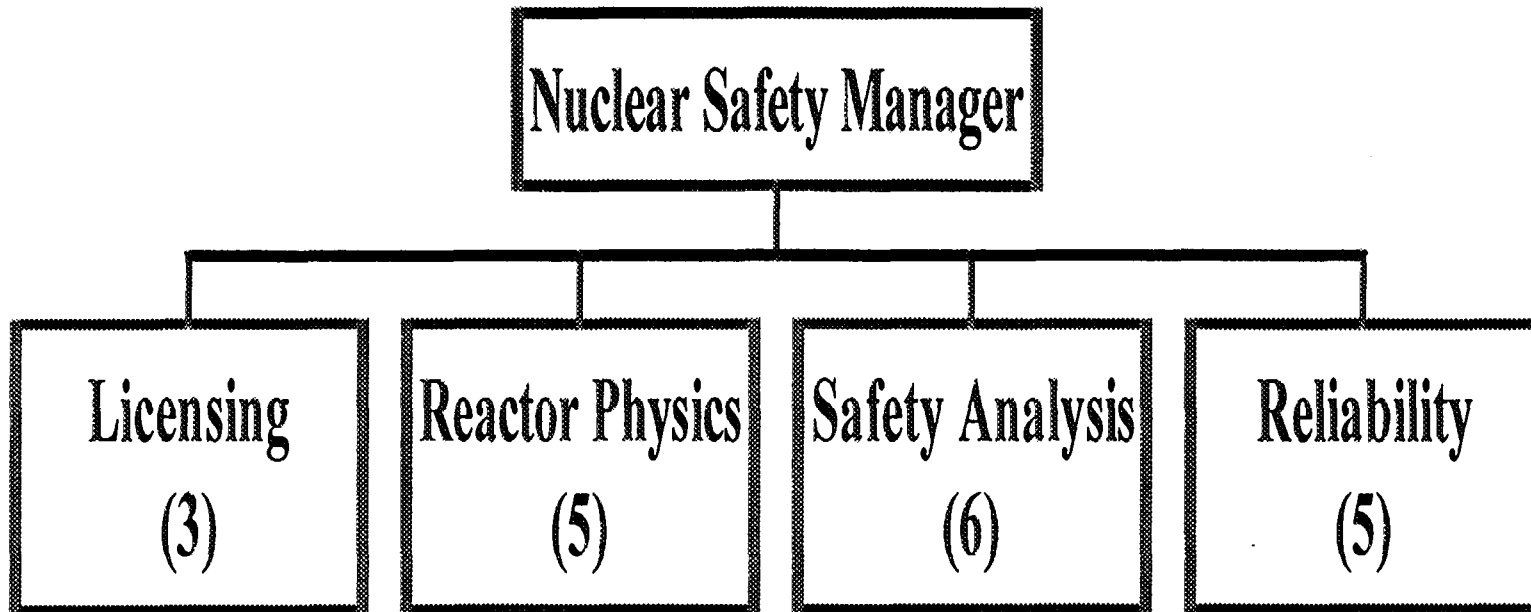 Nuclear Safety Manager
Licensing
(3)
Reactor Physics
(5)
Safety Analysis
(6)
Reliability
(5)